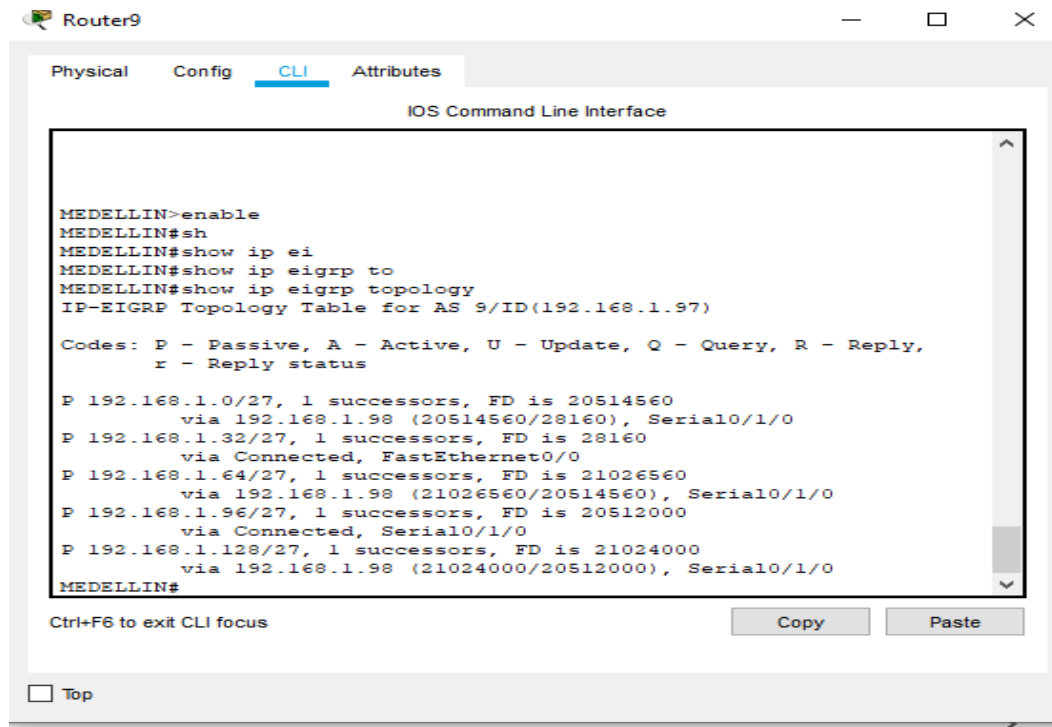 Router9
Physical Config CLI Attributes
IOS Command Line Interface
MEDELLIN>enable
MEDELLIN#sh
MEDELLIN#show ip ei
MEDELLIN#show ip eigrp to
MEDELLIN#show ip eigrp topology
IP-EIGRP Topology Table for AS 9/ID(192.168.1.97)
Codes: P - Passive, A - Active, U - Update, Q - Query, R - Reply,
r - Reply status
P 192.168.1.0/27, 1 successors, FD is 20514560
via 192.168.1.98 (20514560/28160), Serial0/1/0
P 192.168.1.32/27, 1 successors, FD is 28160
via Connected, FastEthernet0/0
P 192.168.1.64/27, 1 successors, FD is 21026560
via 192.168.1.98 (21026560/20514560), Serial0/1/0
P 192.168.1.96/27, 1 successors, FD is 20512000
via Connected, Serial0/1/0
P 192.168.1.128/27, 1 successors, FD is 21024000
via 192.168.1.98 (21024000/20512000), Serial0/1/0
MEDELLIN#
Ctrl+F6 to exit CLI focus
Copy
Paste
Top